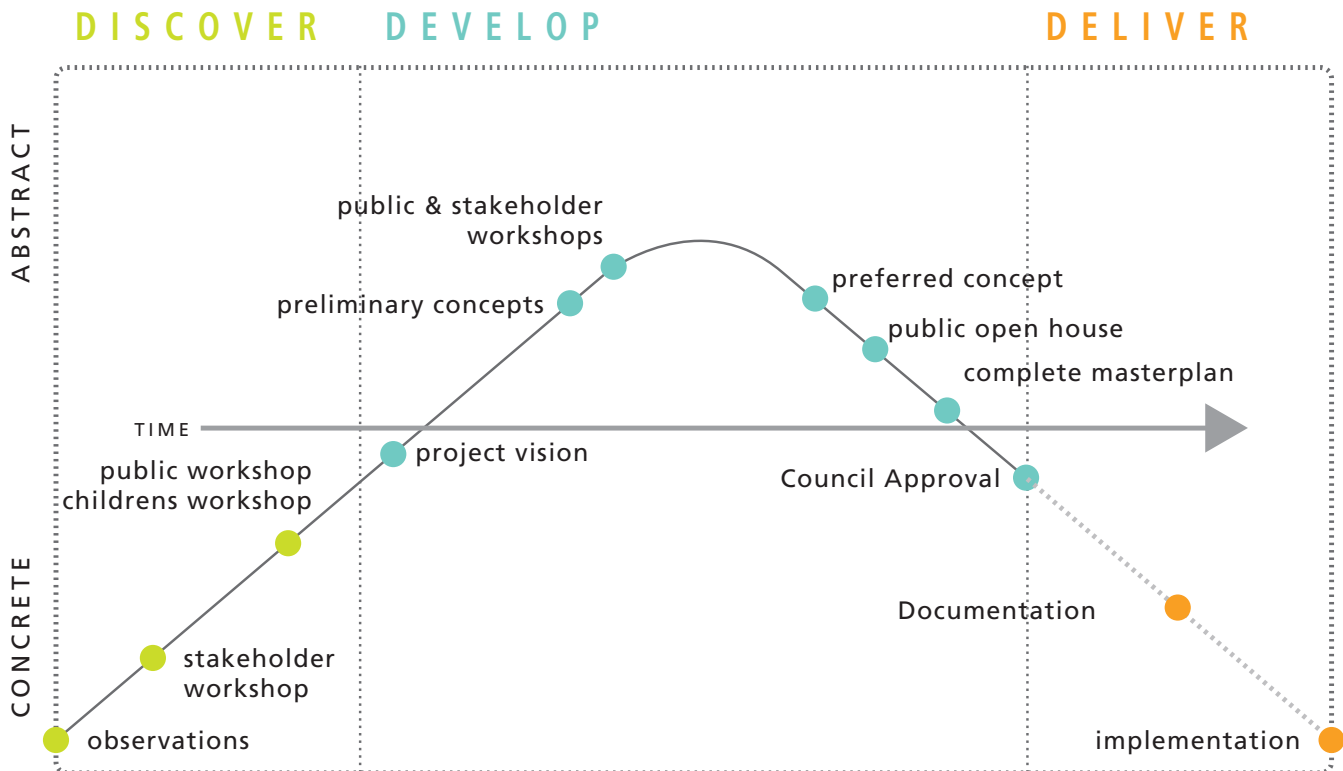 DISCOVER
DEVELOP
DELIVER
ABSTRACT
CONCRETE
public & stakeholder
workshops
preliminary concepts
preferred concept
public open house
complete masterplan
TIME
project vision
public workshop
childrens workshop
Council Approval
Documentation
stakeholder
workshop
observations
implementation